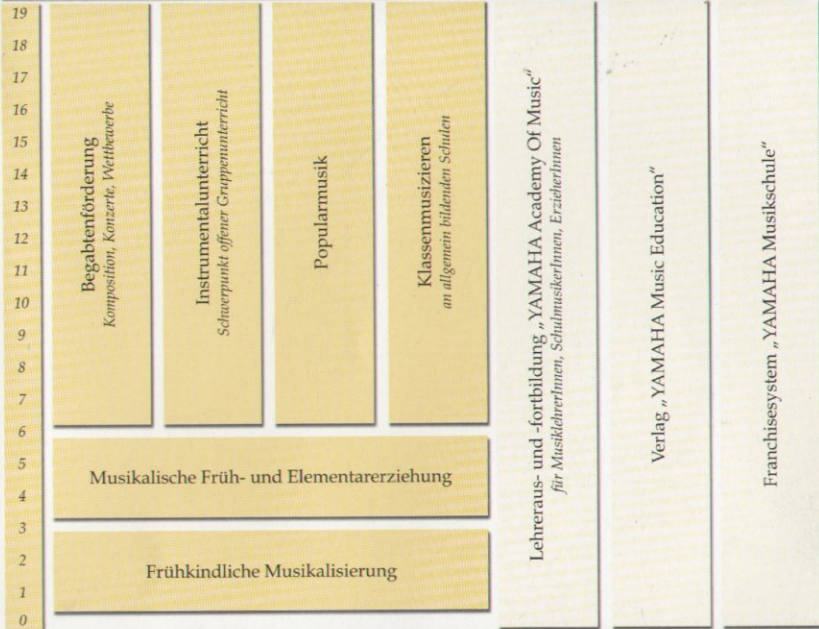 19
18
17
16
15
14
13
12
11
10
9
8
7
6
5
4
3
2
1
0
Begabtenförderung
Komposition, Konzerte, Wettbewerbe
Instrumentalunterricht
Schwerpunkt offener Gruppenunterricht
Popularmusik
Klassenmusizieren
an allgemein bildenden Schulen
Musikalische Früh- und Elementarerziehung
Frühkindliche Musikalisierung
Lehreraus- und -fortbildung „YAMAHA Academy Of Music“
für MusiklehrerInnen, SchulmusikerInnen, ErzieherInnen
Verlag „YAMAHA Music Education“
Franchisesystem „YAMAHA Musikschule“